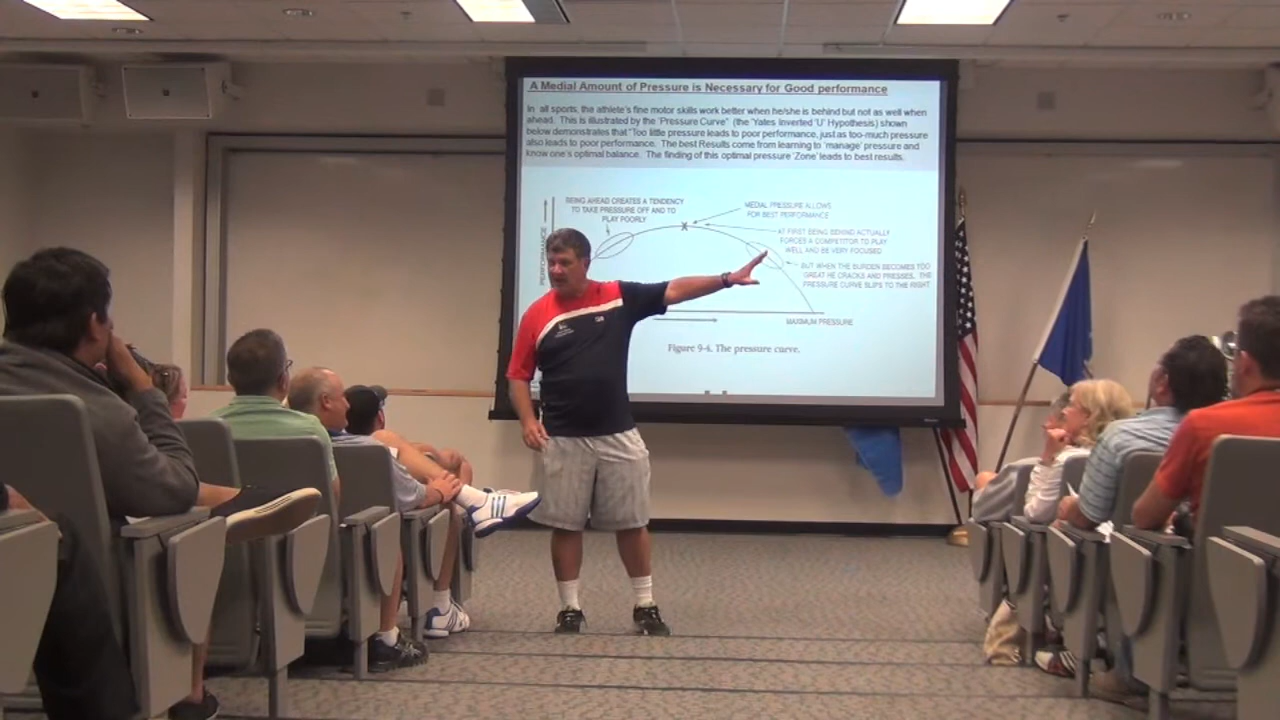 A Medial Amount of Pressure is Necessary for Good performance
In all sports, the athlete's fine motor skills work better when he/she is behind but not as well when
ahead. This is illustrated by the 'Pressure Curve" (the 'Yates Inverted 'U' Hypothesis) shown
below demonstrates that "Too little pressure leads to poor performance, just as too-much pressure
also leads to poor performance. The best Results come from learning to 'manage' pressure and
know one's optimal balance. The finding of this optimal pressure 'Zone' leads to best results.
BEING AHEAD CREATES A TENDENCY
TO TAKE PRESSURE OFF AND TO
PLAY POORLY
MEDIAL PRESSURE ALLOWS
FOR BEST PERFORMANCE
X
AT FIRST BEING BEHIND ACTUALLY
FORCES A COMPETITOR TO PLAY
WELL AND BE VERY FOCUSED
BUT WHEN THE BURDEN BECOMES TOO
GREAT HE CRACKS AND PRESSES, THE
PRESSURE CURVE SLIPS TO THE RIGHT.
PERFORMANCE
MAXIMUM PRESSURE
Figure 9-4. The pressure curve.